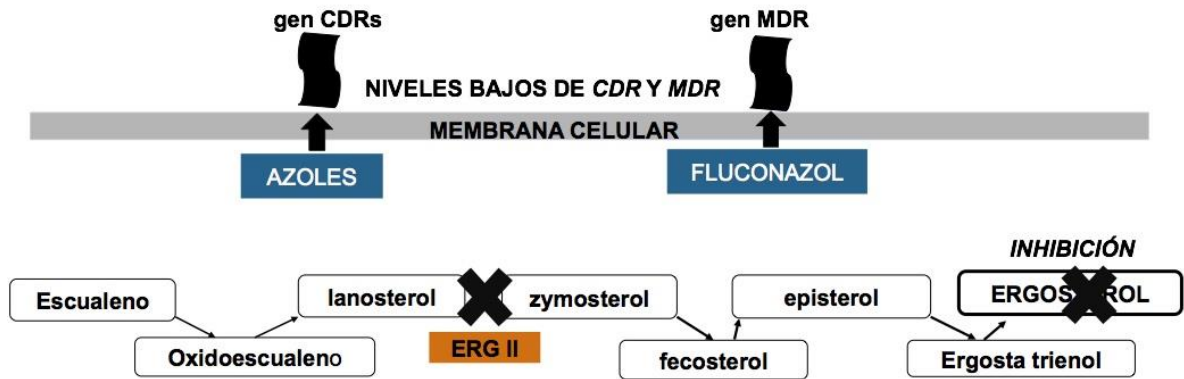 gen CDRs
gen MDR
NIVELES BAJOS DE CDR Y MDR
MEMBRANA CELULAR
AZOLES
FLUCONAZOL
INHIBICIÓN
Escualeno
lanosterol
zymosterol
episterol
ERGOSTEROL
Oxidoescualeno
ERG II
fecosterol
Ergosta trienol